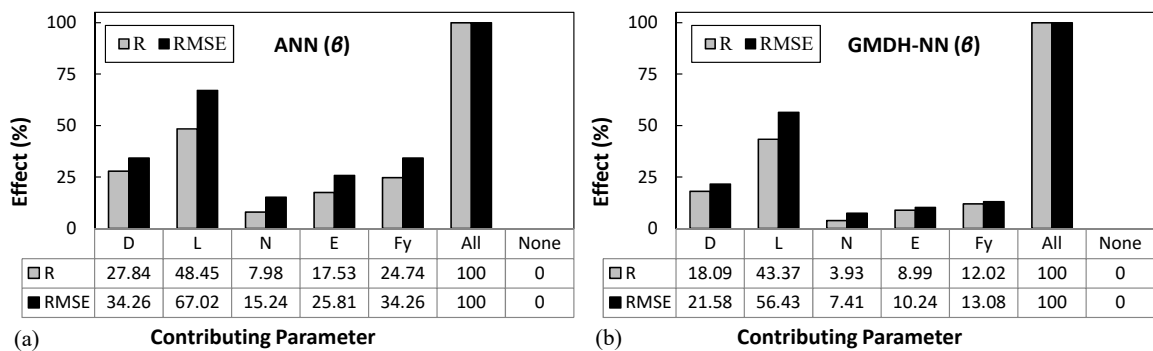 R RMSE
ANN (β)
100
75
50
25
0
Effect (%)
D L N E Fy All None
R 27.84 48.45 7.98 17.53 24.74 100 0
RMSE 34.26 67.02 15.24 25.81 34.26 100 0
(a) Contributing Parameter
R RMSE
GMDH-NN (β)
100
75
50
25
0
Effect (%)
D L N E Fy All None
R 18.09 43.37 3.93 8.99 12.02 100 0
RMSE 21.58 56.43 7.41 10.24 13.08 100 0
(b) Contributing Parameter